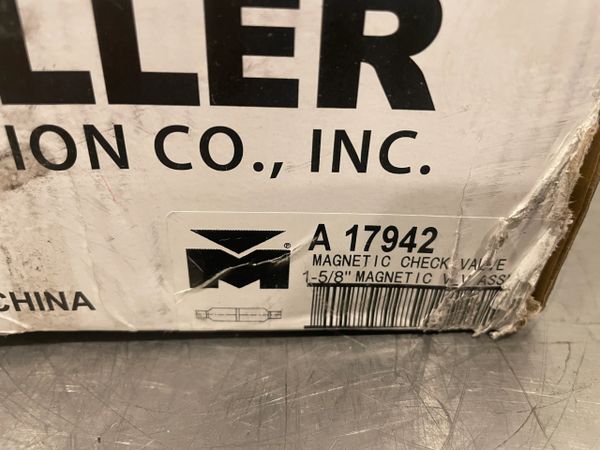 LLER
ION CO., INC.
® A 17942
MAGNETIC CHECK VALVE
1-5/8" MAGNETIC
CHINA